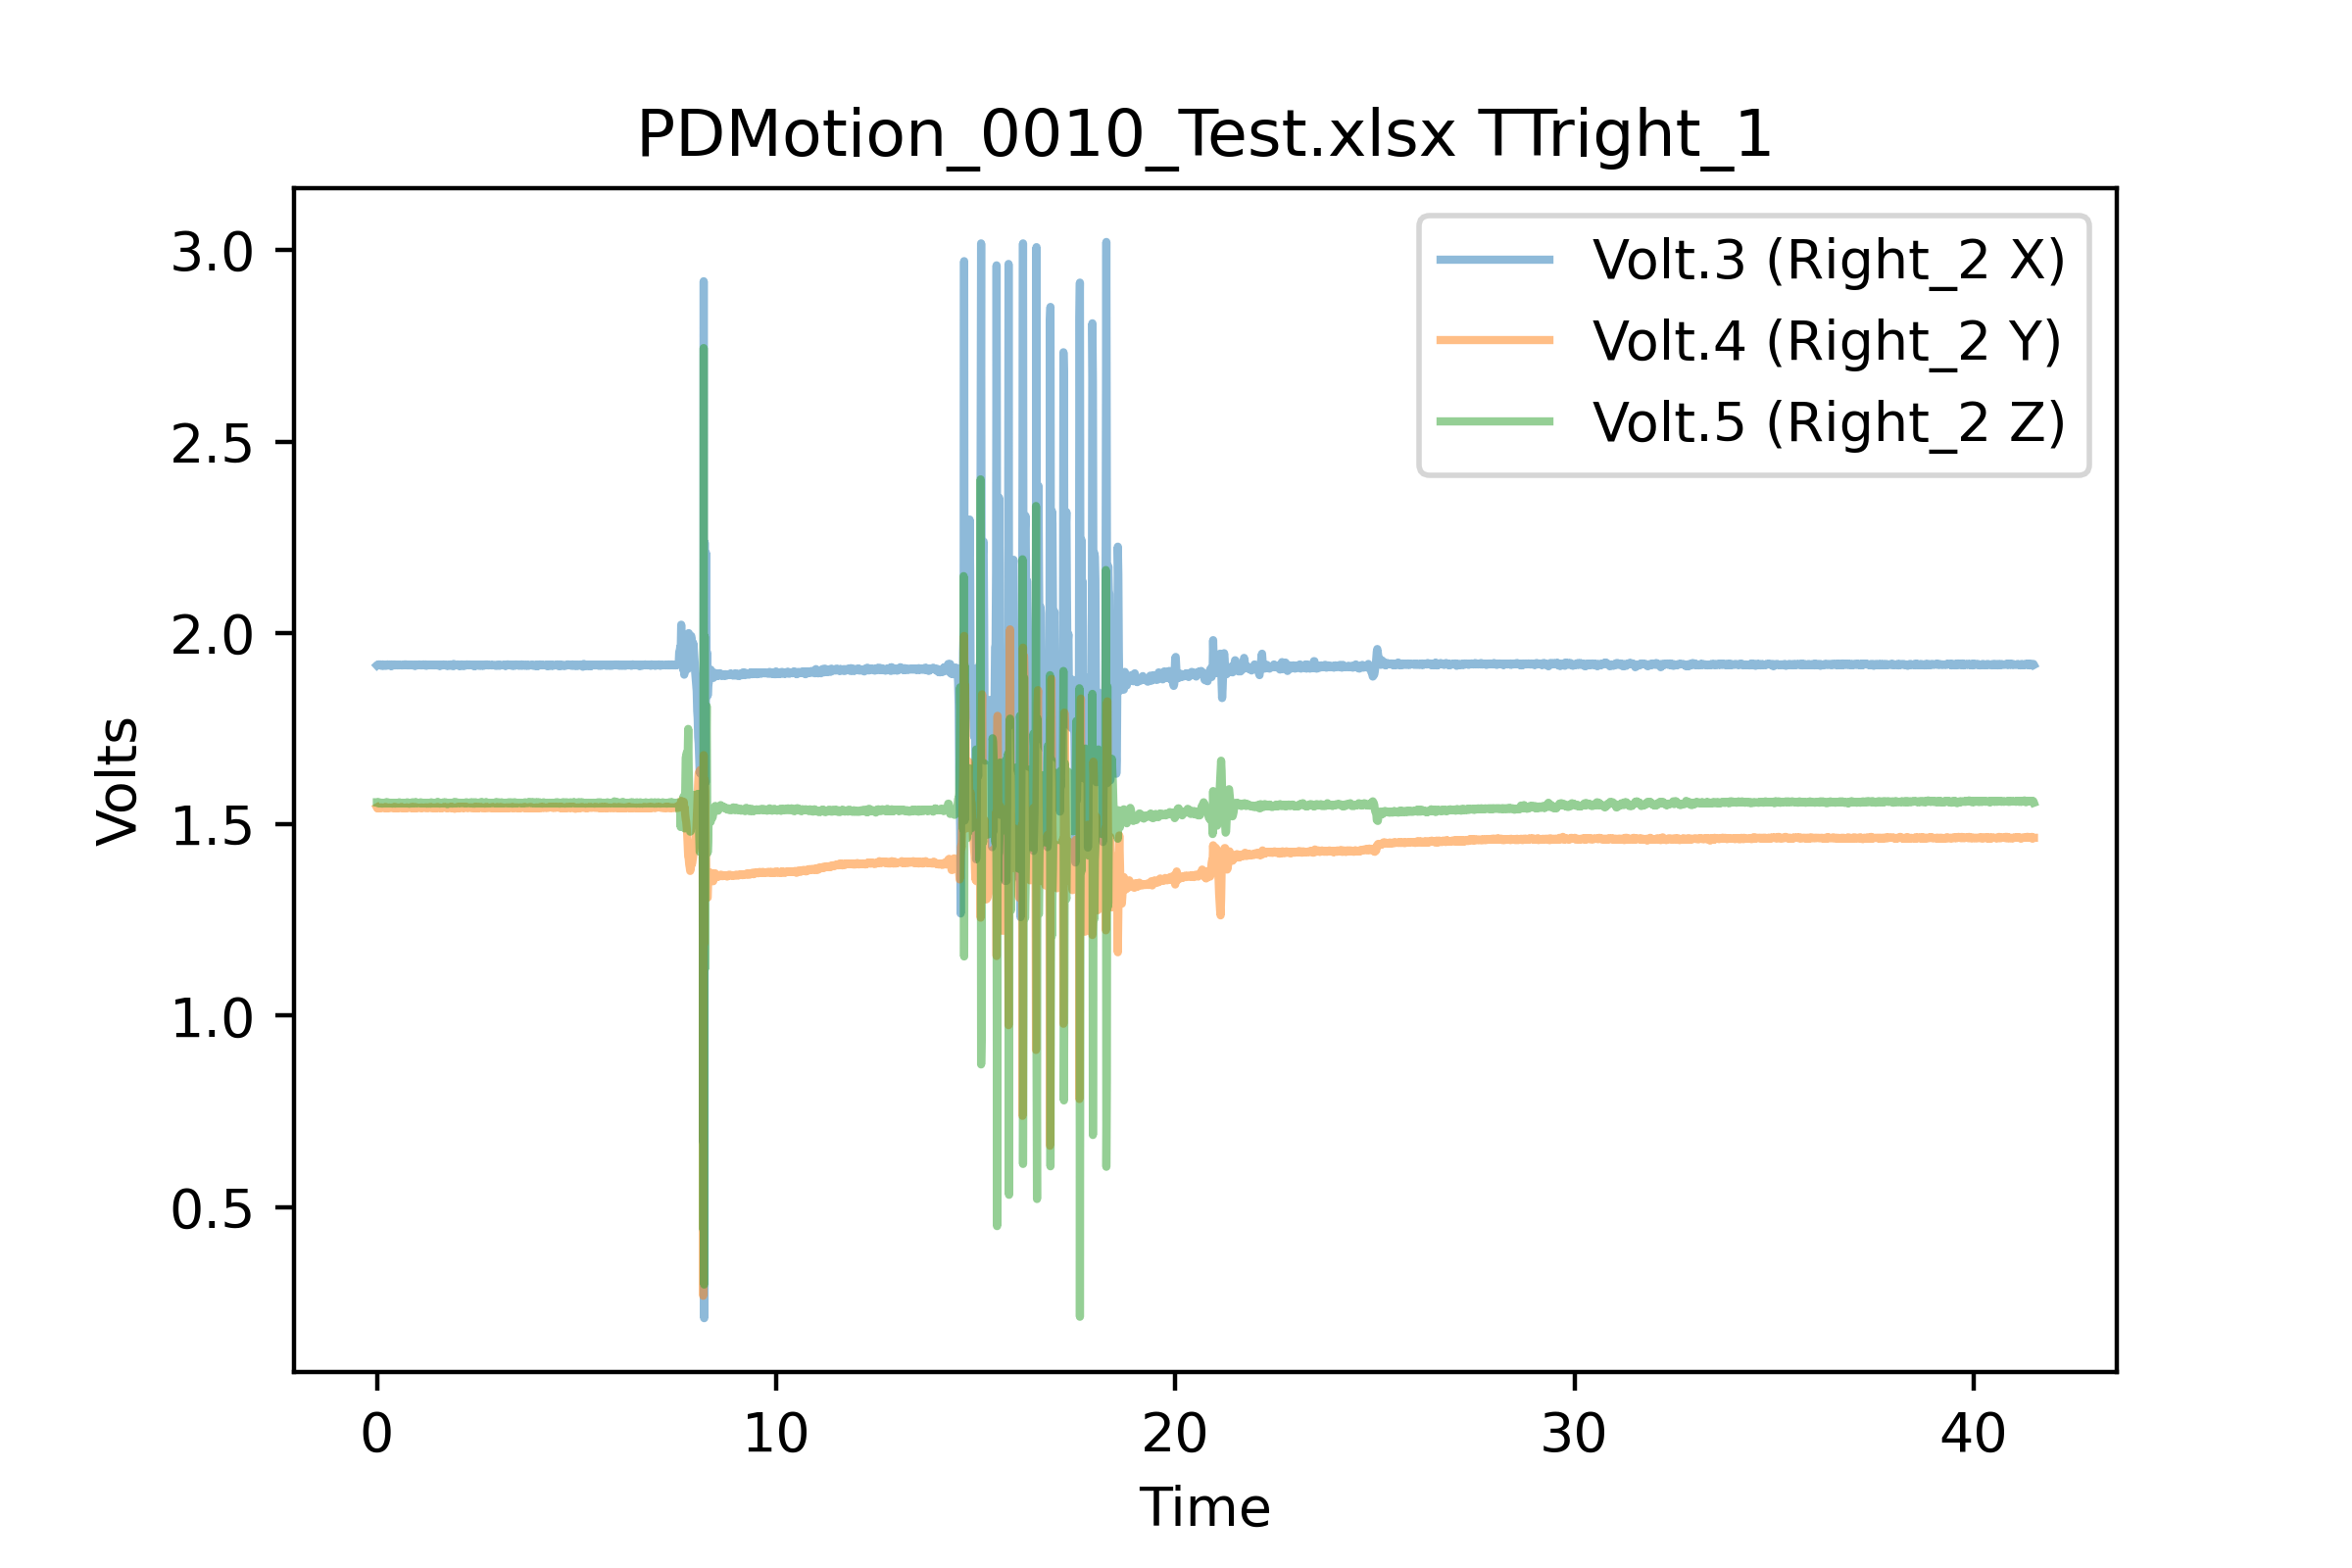 PDMotion_0010_Test.xlsx TTright_1
Volt.3 (Right_2 X)
Volt.4 (Right_2 Y)
Volt.5 (Right_2 Z)
3.0
2.5
2.0
1.5
1.0
0.5
Volts
0 10 20 30 40
Time